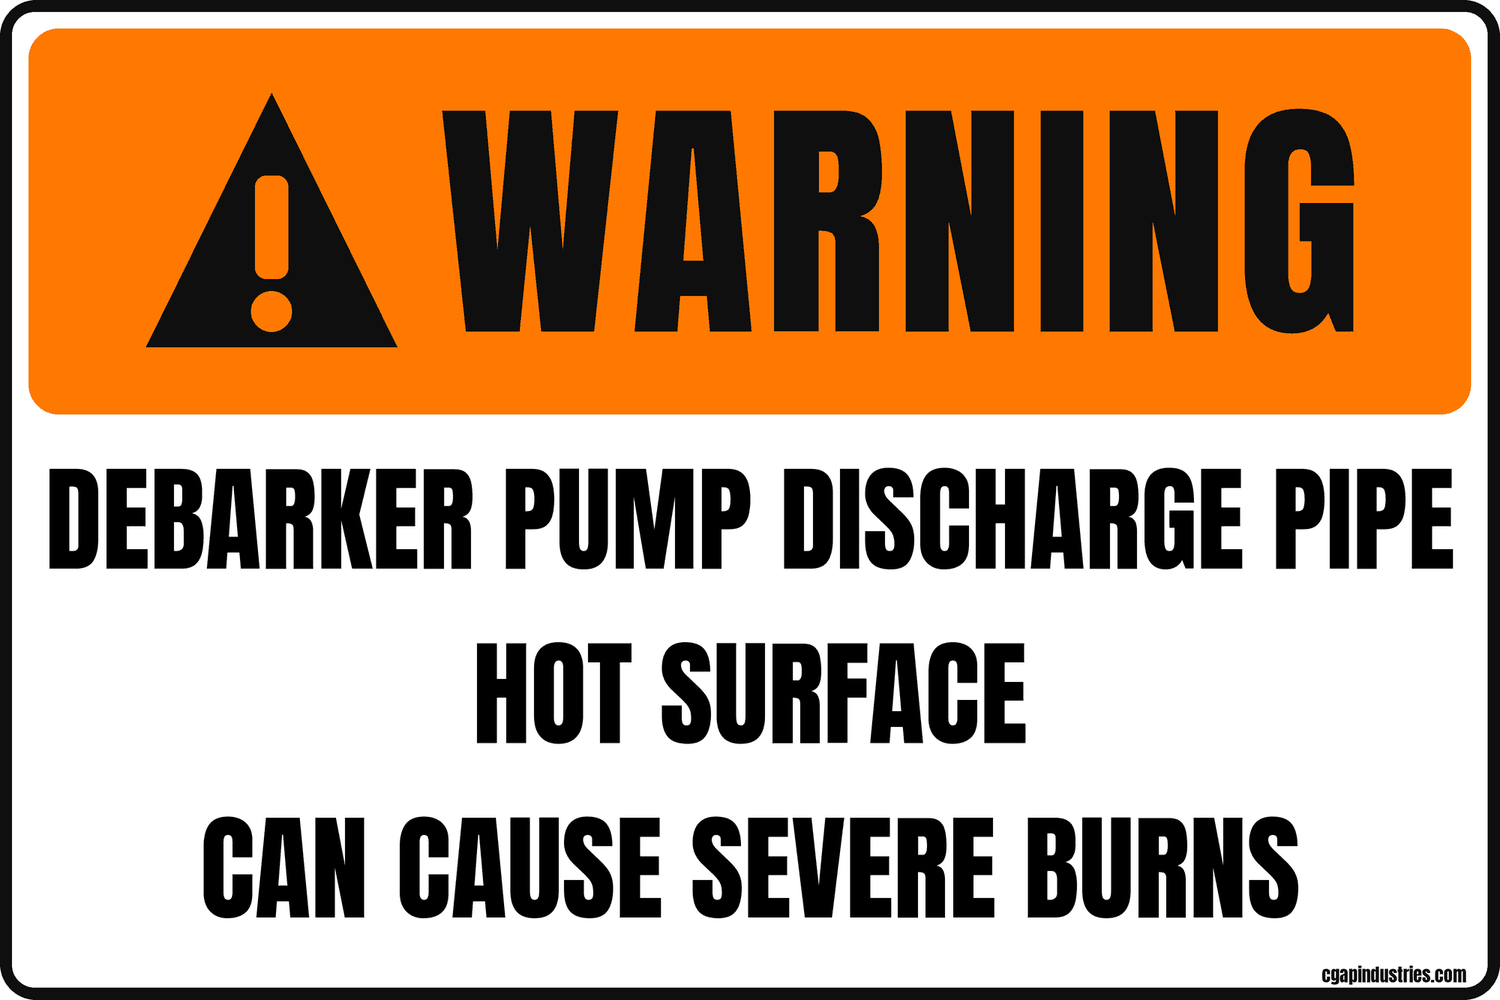 WARNING
DEBARKER PUMP DISCHARGE PIPE
HOT SURFACE
CAN CAUSE SEVERE BURNS
cgapindustries.com